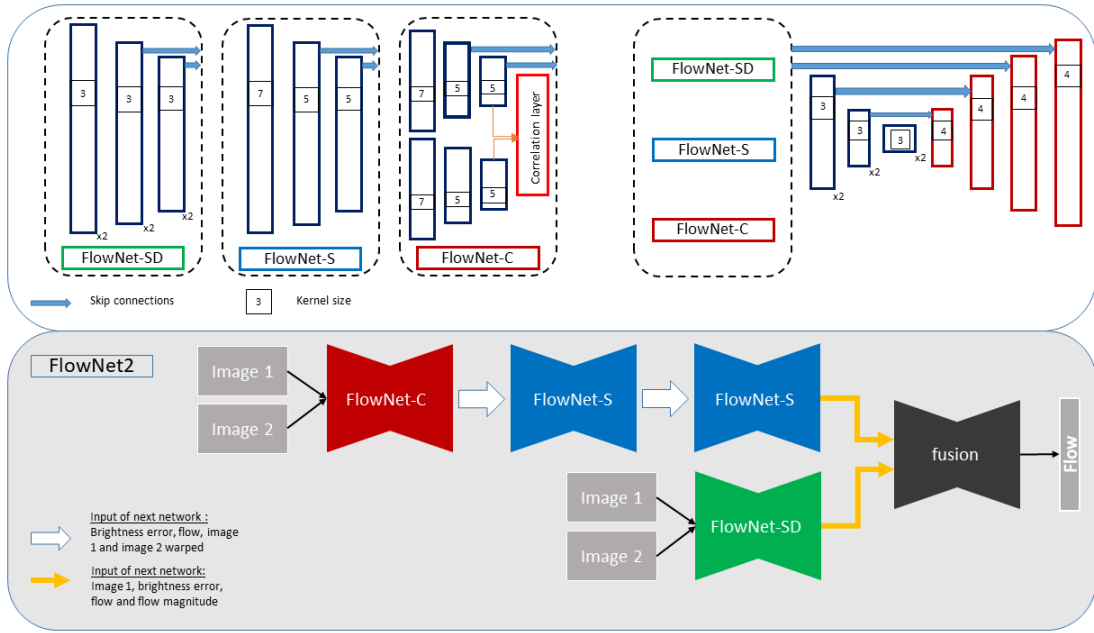 3
x2
3
x2
3
x2
FlowNet-SD
7
5
5
FlowNet-S
7
5
5
7
5
5
Correlation layer
FlowNet-C
FlowNet-SD
FlowNet-S
FlowNet-C
3
x2
3
x2
3
x2
4
4
4
4
Skip connections
3
Kernel size
FlowNet2
Image 1
Image 2
FlowNet-C
FlowNet-S
FlowNet-S
Image 1
Image 2
FlowNet-SD
fusion
Flow
Input of next network :
Brightness error, flow, image
1 and image 2 warped
Input of next network:
Image 1, brightness error,
flow and flow magnitude